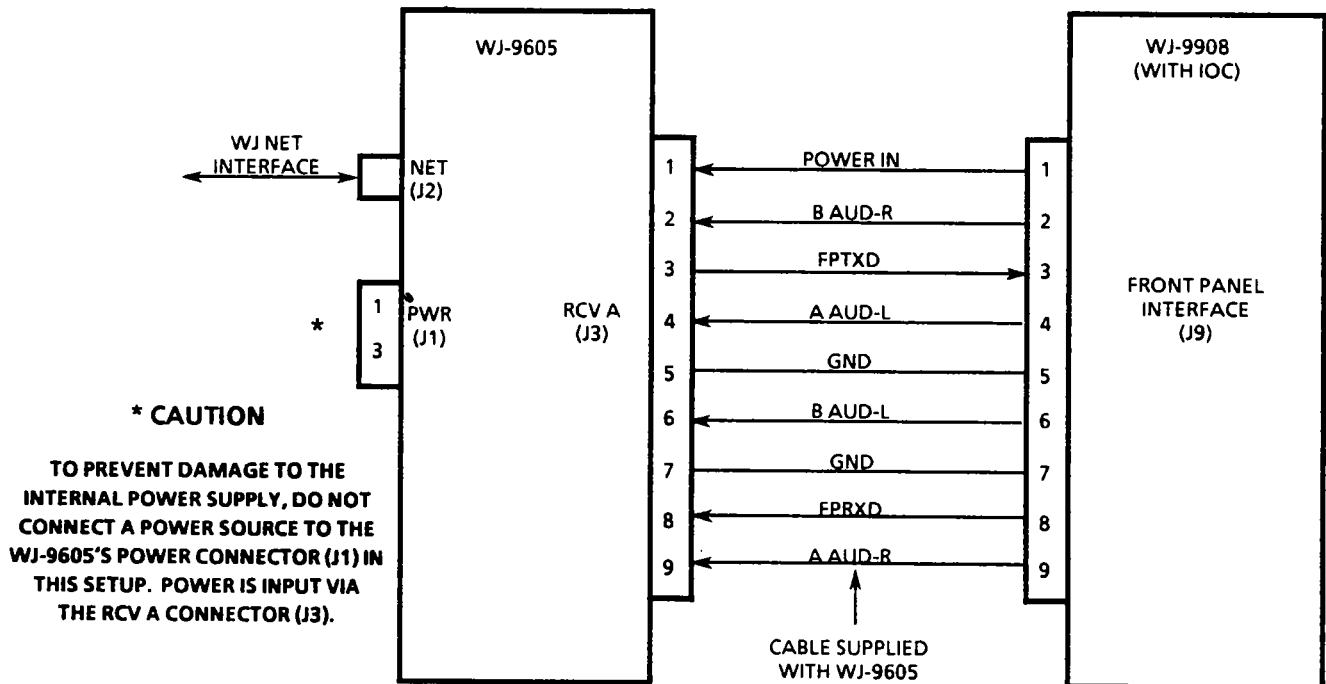 WJ-9605
WJ-9908
(WITH IOC)
WJ NET
INTERFACE
NET
(J2)
1
3
PWR
(J1)
*
RCV A
(J3)
1
2
3
4
5
6
7
8
9
POWER IN
B AUD-R
FPTXD
A AUD-L
GND
B AUD-L
GND
FPRXD
A AUD-R
1
2
3
4
5
6
7
8
9
FRONT PANEL
INTERFACE
(J9)
* CAUTION
TO PREVENT DAMAGE TO THE
INTERNAL POWER SUPPLY, DO NOT
CONNECT A POWER SOURCE TO THE
WJ-9605'S POWER CONNECTOR (J1) IN
THIS SETUP. POWER IS INPUT VIA
THE RCV A CONNECTOR (J3).
CABLE SUPPLIED
WITH WJ-9605